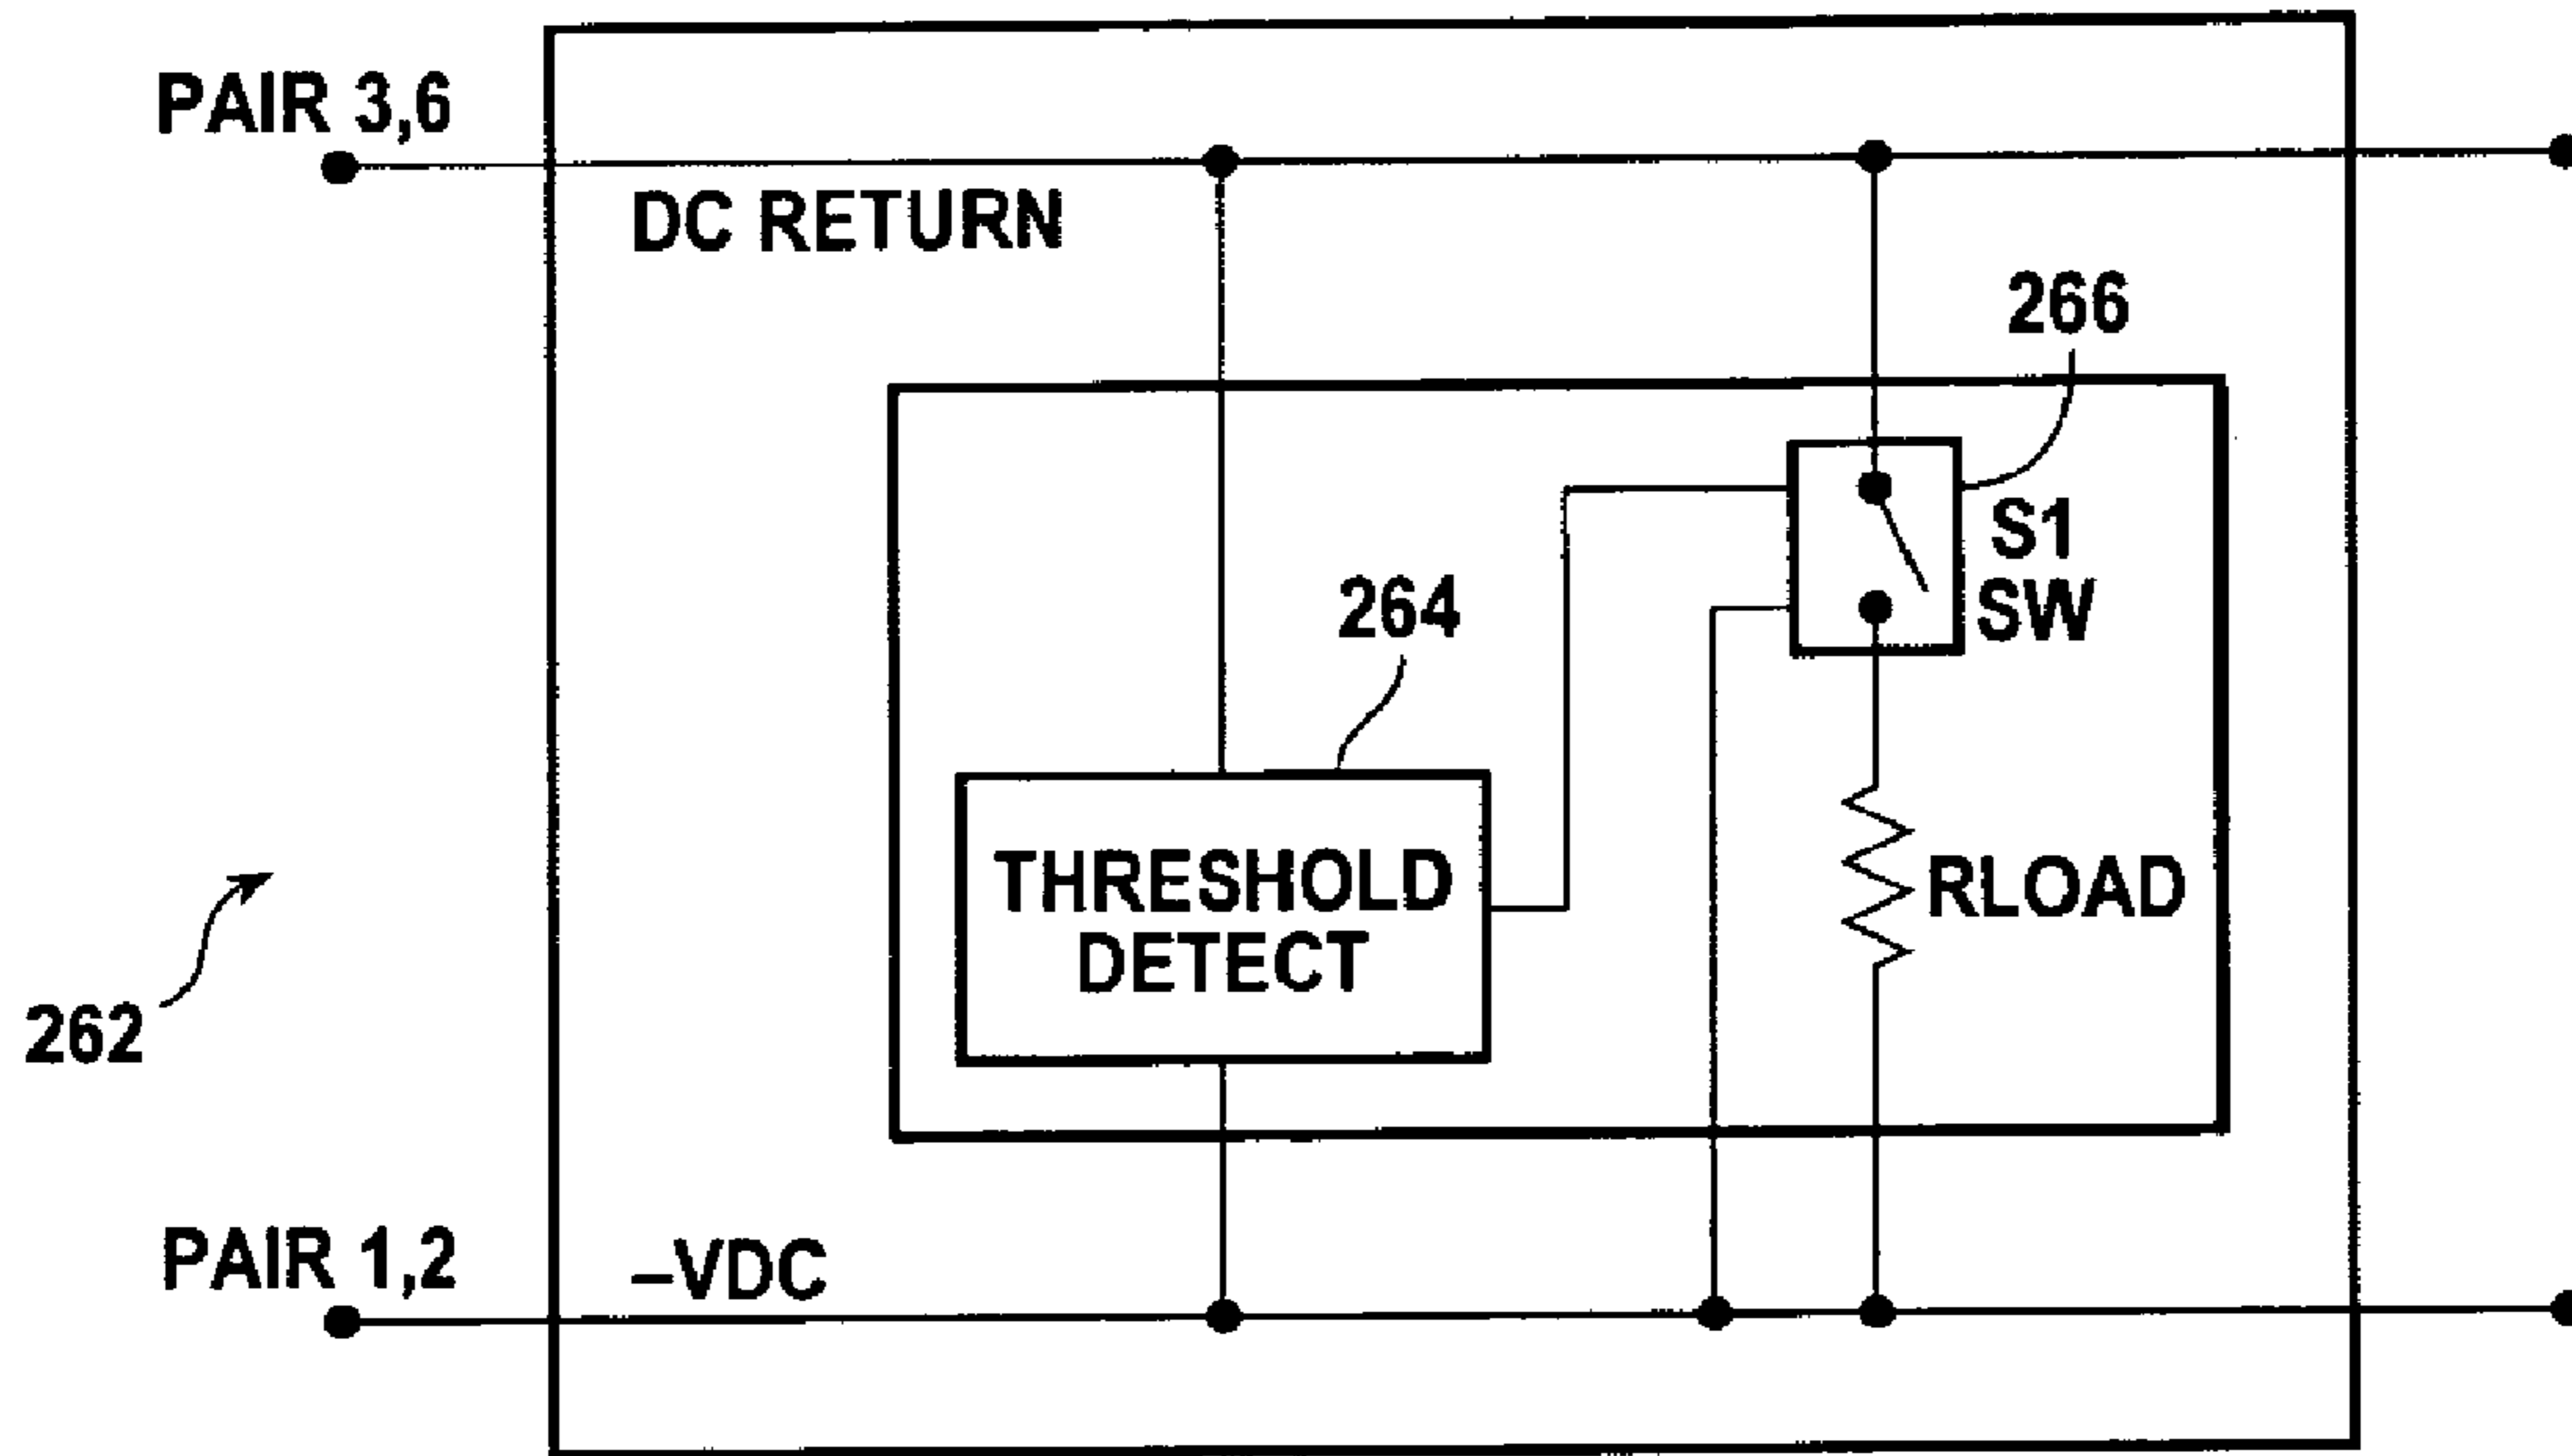 PAIR 3,6
DC RETURN
266
S1
SW
264
THRESHOLD
DETECT
RLOAD
262
PAIR 1,2
–VDC